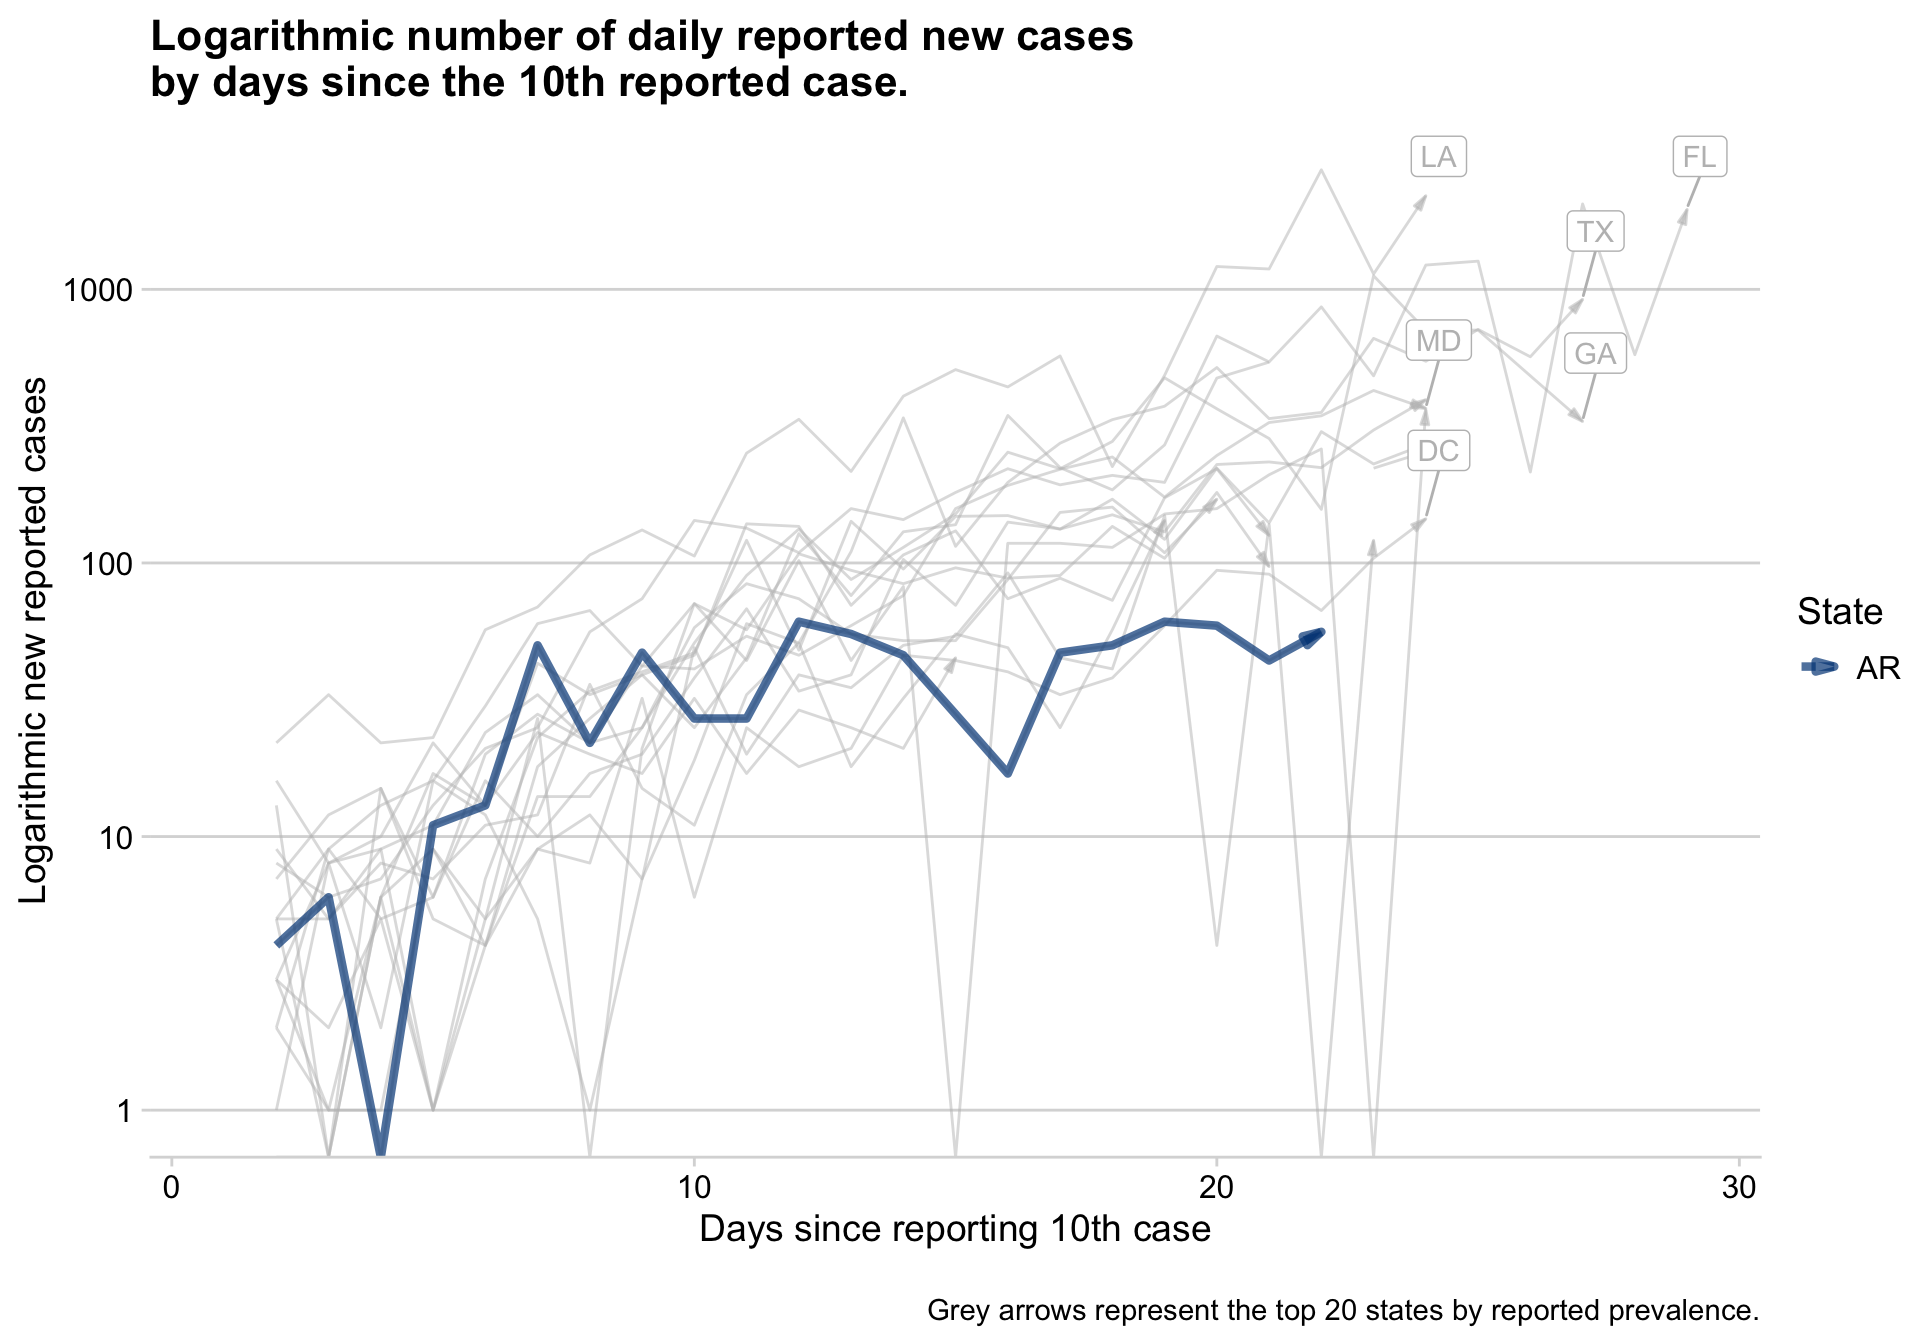 Logarithmic number of daily reported new cases
by days since the 10th reported case.
LA
FL
TX
MD
GA
DC
1000
100
10
1
Logarithmic new reported cases
State
AR
0
10
20
30
Days since reporting 10th case
Grey arrows represent the top 20 states by reported prevalence.